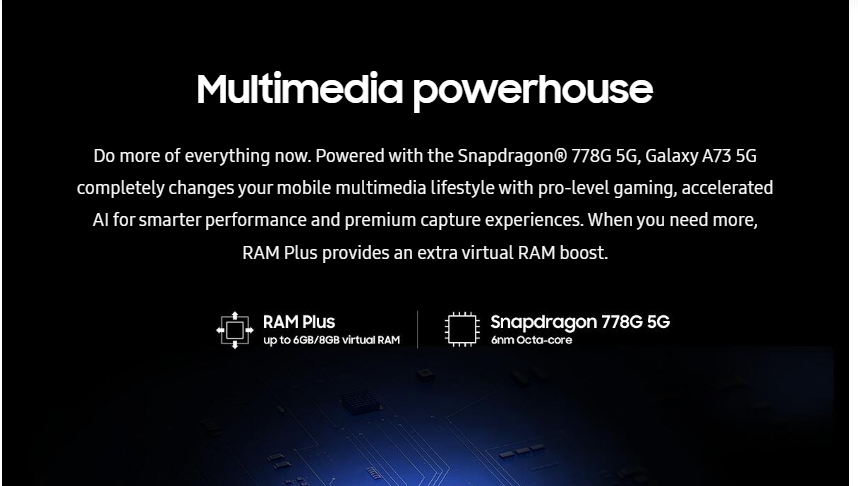 Multimedia powerhouse
Do more of everything now. Powered with the Snapdragon® 778G 5G, Galaxy A73 5G
completely changes your mobile multimedia lifestyle with pro-level gaming, accelerated
AI for smarter performance and premium capture experiences. When you need more,
RAM Plus provides an extra virtual RAM boost.
RAM Plus
up to 6GB/8GB virtual RAM
Snapdragon 778G 5G
6nm Octa-core